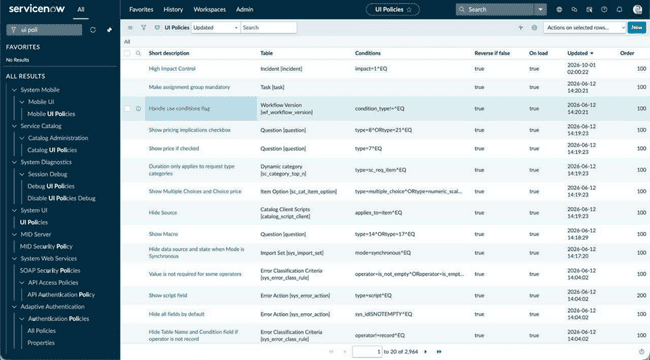 servicenow
All
Favorites
History
Workspaces
Admin
UI Policies
Search
ui poli
FAVORITES
No Results
ALL RESULTS
System Mobile
Mobile UI
Mobile UI Policies
Service Catalog
Catalog Administration
Catalog UI Policies
System Diagnostics
Session Debug
Debug UI Policies
Disable UI Policies Debug
System UI
UI Policies
MID Server
MID Security Policy
System Web Services
SOAP Security Policies
API Access Policies
API Authentication Policy
Adaptive Authentication
Authentication Policies
All Policies
Properties
UI Policies Updated Search Actions on selected rows... New
All
Short description Table Conditions Reverse if false On load Updated Order
High Impact Control Incident [incident] impact=1^EQ true true 2026-10-01 02:00:22 100
Make assignment group mandatory Task [task] true true 2026-06-12 14:20:21 100
Handle use conditions flag Workflow Version [wf_workflow_version] condition_type!=^EQ true true 2026-06-12 14:20:21 100
Show pricing implications checkbox Question [question] type=8^ORtype=21^EQ true true 2026-06-12 14:19:23 100
Show price if checked Question [question] type=7^EQ true true 2026-06-12 14:19:23 100
Duration only applies to request type categories Dynamic category [sc_category_top_n] type=sc_req_item^EQ true true 2026-06-12 14:19:23 100
Show Multiple Choices and Choice price Item Option [sc_cat_item_option] type=multiple_choice^ORtype=numeric_scal... true true 2026-06-12 14:19:23 100
Hide Source Catalog Client Scripts [catalog_script_client] applies_to=item^EQ true true 2026-06-12 14:19:23 100
Show Macro Question [question] type=14^ORtype=17^EQ true true 2026-06-12 14:18:29 100
Hide data source and state when Mode is Synchronous Import Set [sys_import_set] mode=synchronous^EQ true true 2026-06-12 14:17:20 100
Value is not required for some operators Error Classification Criteria [sys_error_class_rule] operator=is_not_empty^ORoperator=is_empt... true true 2026-06-12 14:04:02 100
Show script field Error Action [sys_error_action] type=script^EQ true true 2026-06-12 14:04:02 200
Hide all fields by default Error Action [sys_error_action] sys_idISNOTEMPTY^EQ true true 2026-06-12 14:04:02 100
Hide Table Name and Condition field if operator is not record Error Classification Criteria [sys_error_class_rule] operator!=record^EQ true true 2026-06-12 14:04:02 100
1 to 20 of 2,964